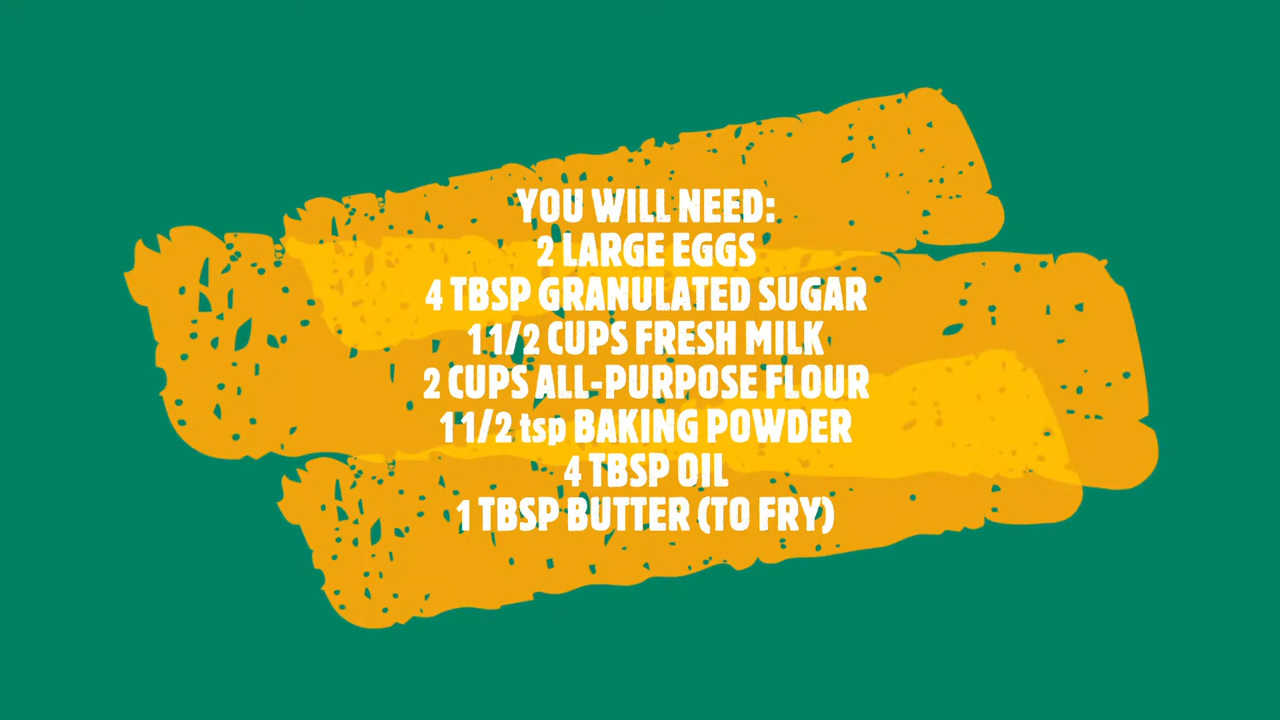 YOU WILL NEED:
2 LARGE EGGS
4 TBSP GRANULATED SUGAR
1 1/2 CUPS FRESH MILK
2 CUPS ALL-PURPOSE FLOUR
1 1/2 tsp BAKING POWDER
4 TBSP OIL
1 TBSP BUTTER (TO FRY)